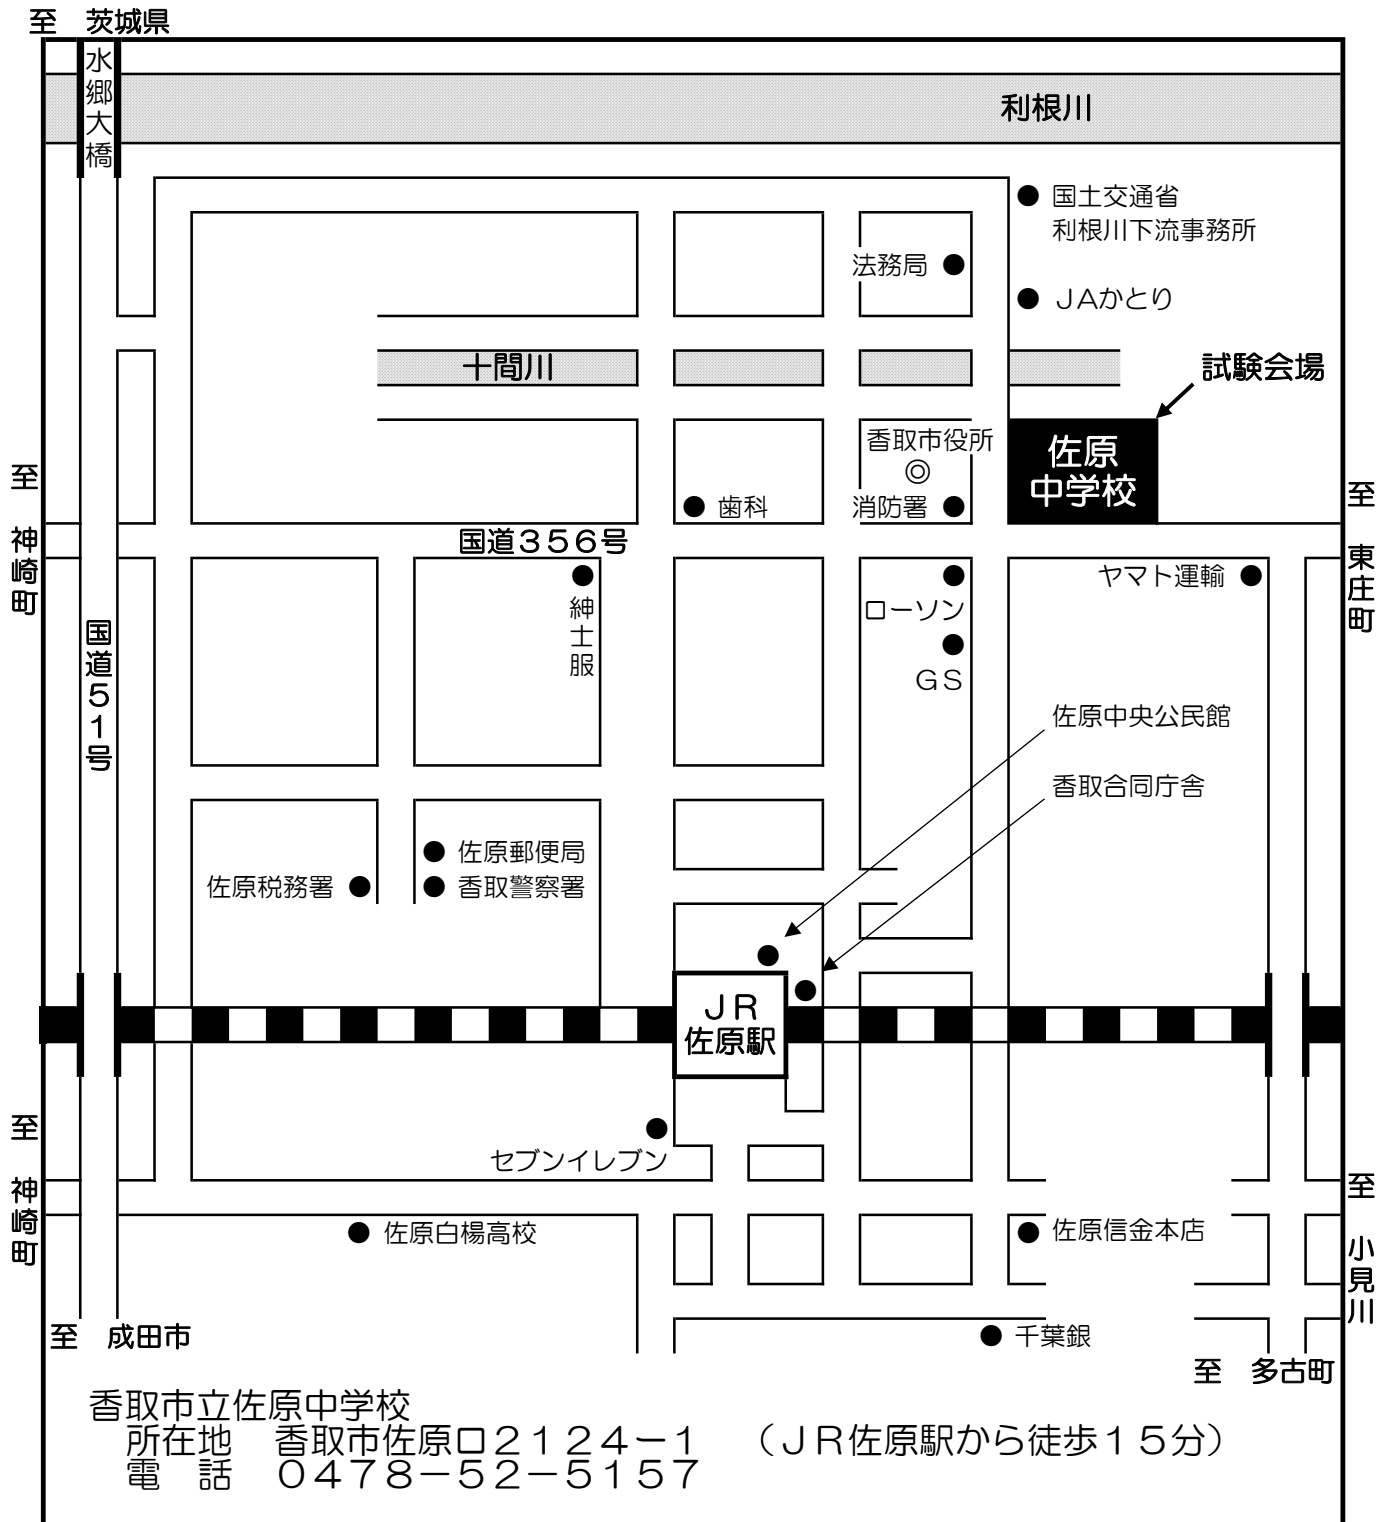 至　茨城県
水郷大橋
利根川
国土交通省
利根川下流事務所
法務局
ＪＡかとり
十間川
試験会場
佐原
中学校
香取市役所
◎
歯科
消防署
至　神崎町
至　東庄町
国道３５６号
紳士服
ローソン
ヤマト運輸
ＧＳ
国道５１号
佐原中央公民館
香取合同庁舎
佐原郵便局
佐原税務署
香取警察署
ＪＲ
佐原駅
セブンイレブン
至　神崎町
至　小見川
佐原白楊高校
佐原信金本店
至　成田市
千葉銀
至　多古町
香取市立佐原中学校
所在地　香取市佐原ロ２１２４－１　（ＪＲ佐原駅から徒歩１５分）
電　話　０４７８－５２－５１５７